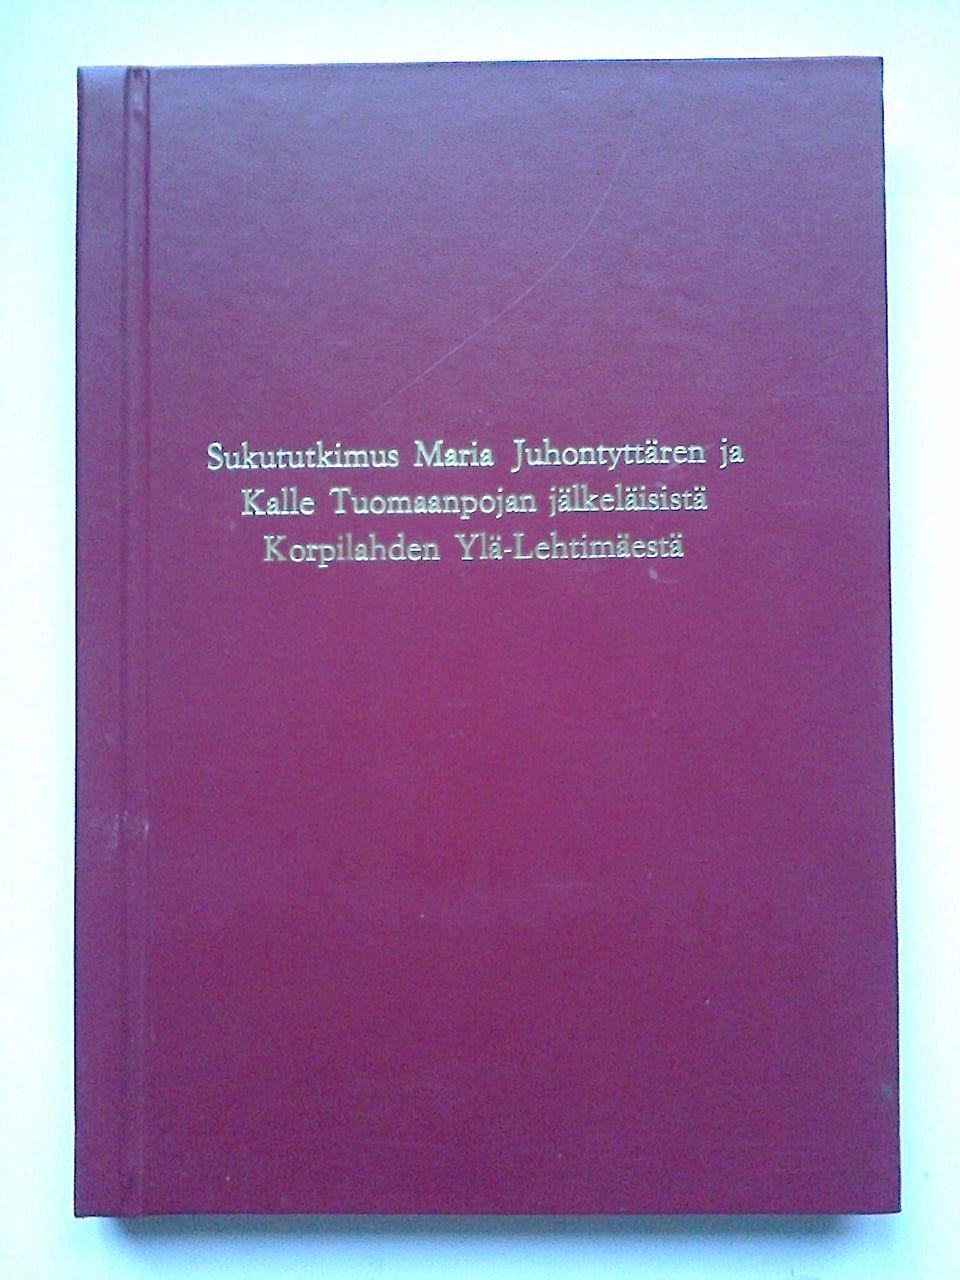 Sukututkimus Maria Juhontyttären ja
Kalle Tuomaanpojan jälkeläisistä
Korpilahden Ylä-Lehtimäestä